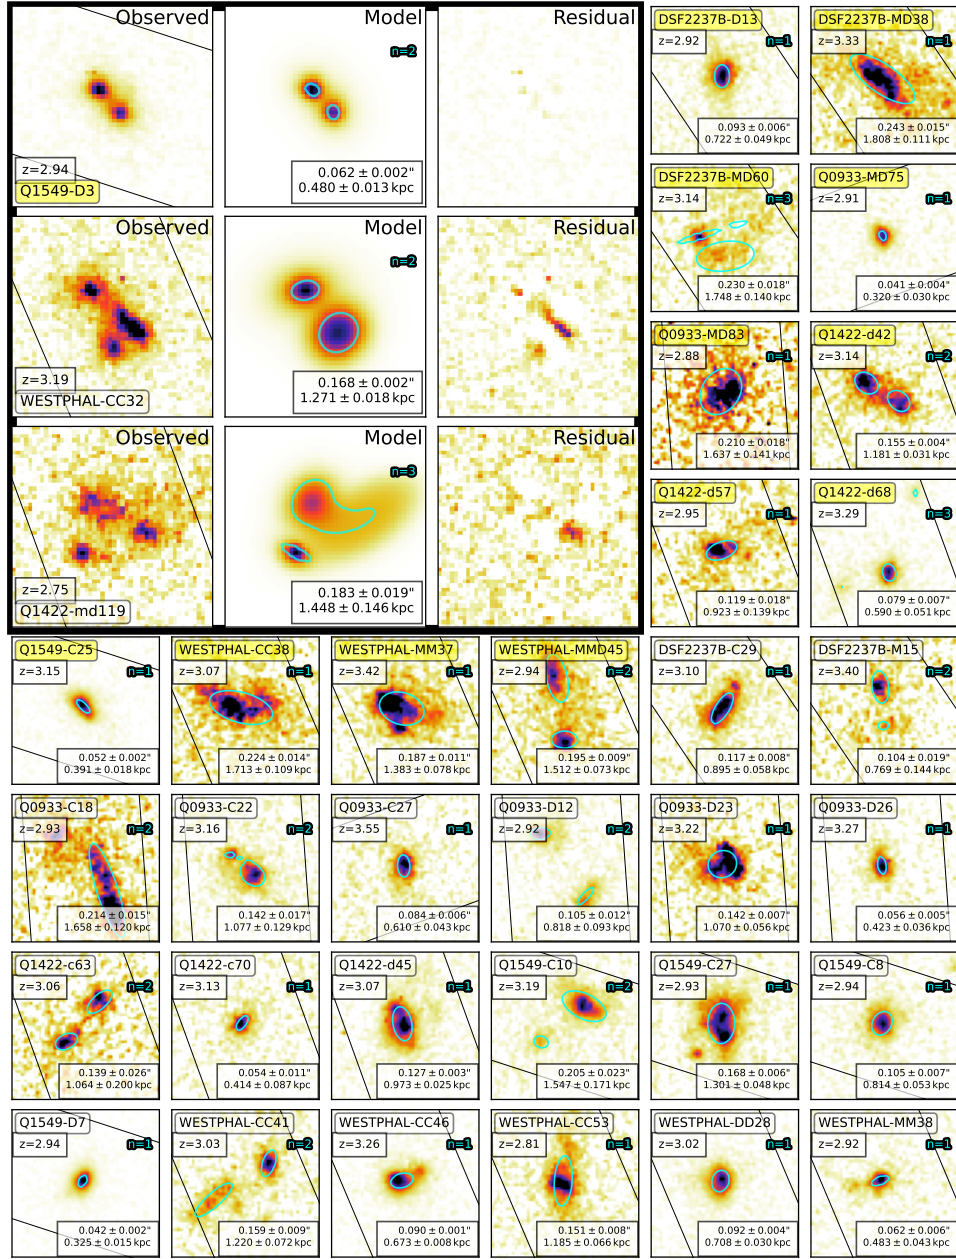 Observed
Model
Residual
n=2
z=2.94
Q1549-D3
0.062 ± 0.002"
0.480 ± 0.013 kpc
Observed
Model
Residual
n=2
z=3.19
WESTPHAL-CC32
0.168 ± 0.002"
1.271 ± 0.018 kpc
Observed
Model
Residual
n=3
z=2.75
Q1422-md119
0.183 ± 0.019"
1.448 ± 0.146 kpc
DSF2237B-D13
z=2.92
n=1
0.093 ± 0.006"
0.722 ± 0.049 kpc
DSF2237B-MD38
z=3.33
n=1
0.243 ± 0.015"
1.808 ± 0.111 kpc
DSF2237B-MD60
z=3.14
n=3
0.230 ± 0.018"
1.748 ± 0.140 kpc
Q0933-MD75
z=2.91
n=1
0.041 ± 0.004"
0.320 ± 0.030 kpc
Q0933-MD83
z=2.88
n=1
0.210 ± 0.018"
1.637 ± 0.141 kpc
Q1422-d42
z=3.14
n=2
0.155 ± 0.004"
1.181 ± 0.031 kpc
Q1422-d57
z=2.95
n=1
0.119 ± 0.018"
0.923 ± 0.139 kpc
Q1422-d68
z=3.29
n=3
0.079 ± 0.007"
0.590 ± 0.051 kpc
Q1549-C25
z=3.15
n=1
0.052 ± 0.002"
0.391 ± 0.018 kpc
WESTPHAL-CC38
z=3.07
n=1
0.224 ± 0.014"
1.713 ± 0.109 kpc
WESTPHAL-MM37
z=3.42
n=1
0.187 ± 0.011"
1.383 ± 0.078 kpc
WESTPHAL-MMD45
z=2.94
n=2
0.195 ± 0.009"
1.512 ± 0.073 kpc
DSF2237B-C29
z=3.10
n=1
0.117 ± 0.008"
0.895 ± 0.058 kpc
DSF2237B-M15
z=3.40
n=2
0.104 ± 0.019"
0.769 ± 0.144 kpc
Q0933-C18
z=2.93
n=2
0.214 ± 0.015"
1.658 ± 0.120 kpc
Q0933-C22
z=3.16
n=2
0.142 ± 0.017"
1.077 ± 0.129 kpc
Q0933-C27
z=3.55
n=1
0.084 ± 0.006"
0.610 ± 0.043 kpc
Q0933-D12
z=2.92
n=2
0.105 ± 0.012"
0.818 ± 0.093 kpc
Q0933-D23
z=3.22
n=1
0.142 ± 0.007"
1.070 ± 0.056 kpc
Q0933-D26
z=3.27
n=1
0.056 ± 0.005"
0.423 ± 0.036 kpc
Q1422-c63
z=3.06
n=2
0.139 ± 0.026"
1.064 ± 0.200 kpc
Q1422-c70
z=3.13
n=1
0.054 ± 0.011"
0.414 ± 0.087 kpc
Q1422-d45
z=3.07
n=1
0.127 ± 0.003"
0.973 ± 0.025 kpc
Q1549-C10
z=3.19
n=2
0.205 ± 0.023"
1.547 ± 0.171 kpc
Q1549-C27
z=2.93
n=1
0.168 ± 0.006"
1.301 ± 0.048 kpc
Q1549-C8
z=2.94
n=1
0.105 ± 0.007"
0.814 ± 0.053 kpc
Q1549-D7
z=2.94
n=1
0.042 ± 0.002"
0.325 ± 0.015 kpc
WESTPHAL-CC41
z=3.03
n=2
0.159 ± 0.009"
1.220 ± 0.072 kpc
WESTPHAL-CC46
z=3.26
n=1
0.090 ± 0.001"
0.673 ± 0.008 kpc
WESTPHAL-CC53
z=2.81
n=1
0.151 ± 0.008"
1.185 ± 0.066 kpc
WESTPHAL-DD28
z=3.02
n=1
0.092 ± 0.004"
0.708 ± 0.030 kpc
WESTPHAL-MM38
z=2.92
n=1
0.062 ± 0.006"
0.483 ± 0.043 kpc